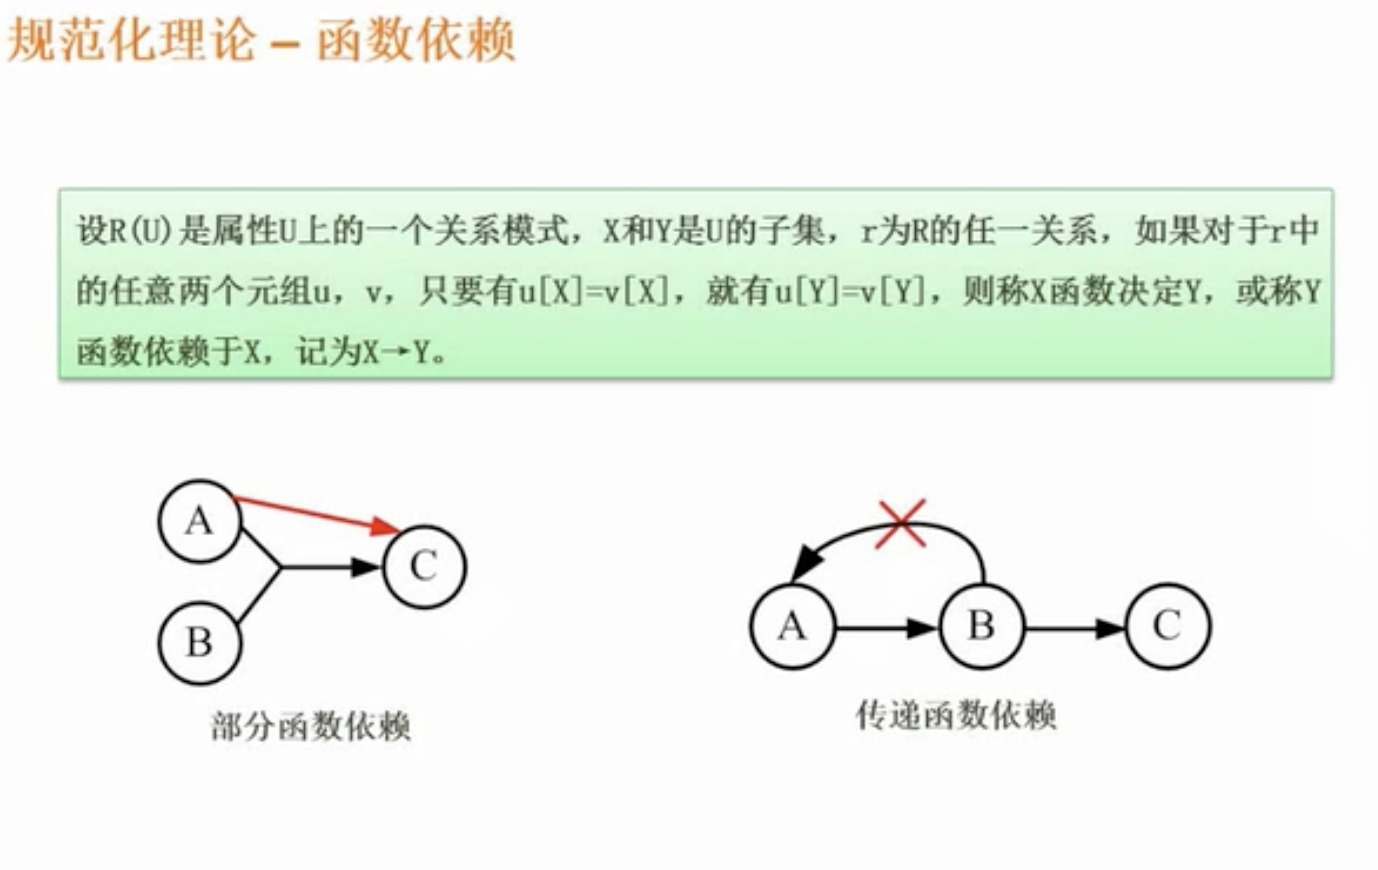 规范化理论 – 函数依赖
设R(U)是属性U上的一个关系模式，X和Y是U的子集，r为R的任一关系，如果对于r中
的任意两个元组u，v，只要有u[X]=v[X]，就有u[Y]=v[Y]，则称X函数决定Y，或称Y
函数依赖于X，记为X→Y。
A
C
B
部分函数依赖
A
B
C
传递函数依赖